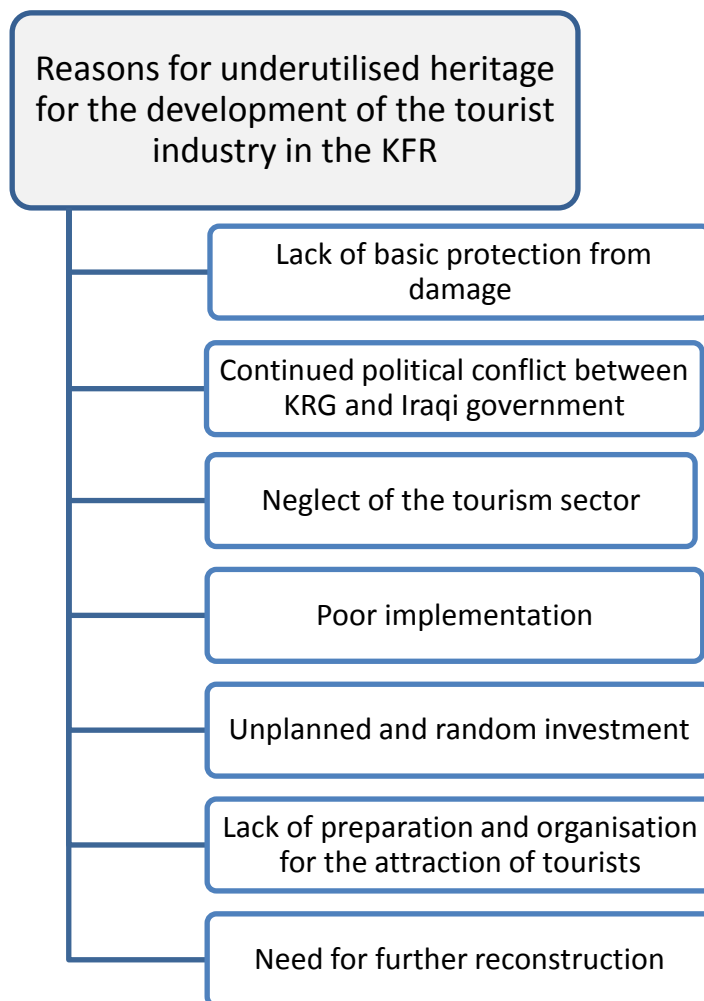 Reasons for underutilised heritage
for the development of the tourist
industry in the KFR
Lack of basic protection from
damage
Continued political conflict between
KRG and Iraqi government
Neglect of the tourism sector
Poor implementation
Unplanned and random investment
Lack of preparation and organisation
for the attraction of tourists
Need for further reconstruction